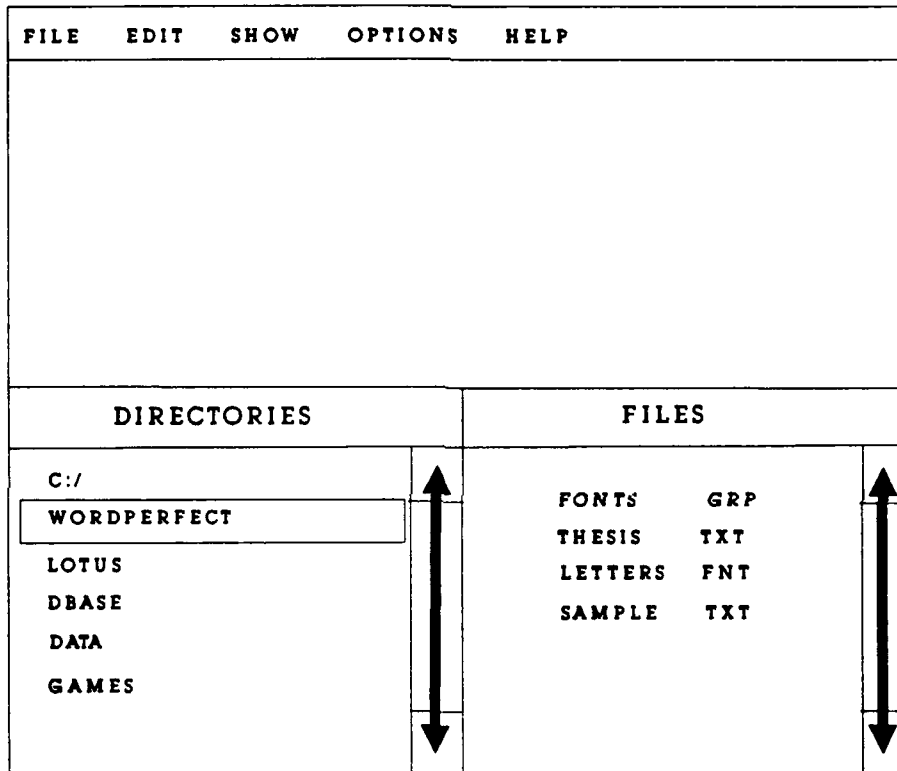 FILE EDIT SHOW OPTIONS HELP
DIRECTORIES
FILES
C:/
WORDPERFECT
LOTUS
DBASE
DATA
GAMES
FONTS GRP
THESIS TXT
LETTERS FNT
SAMPLE TXT